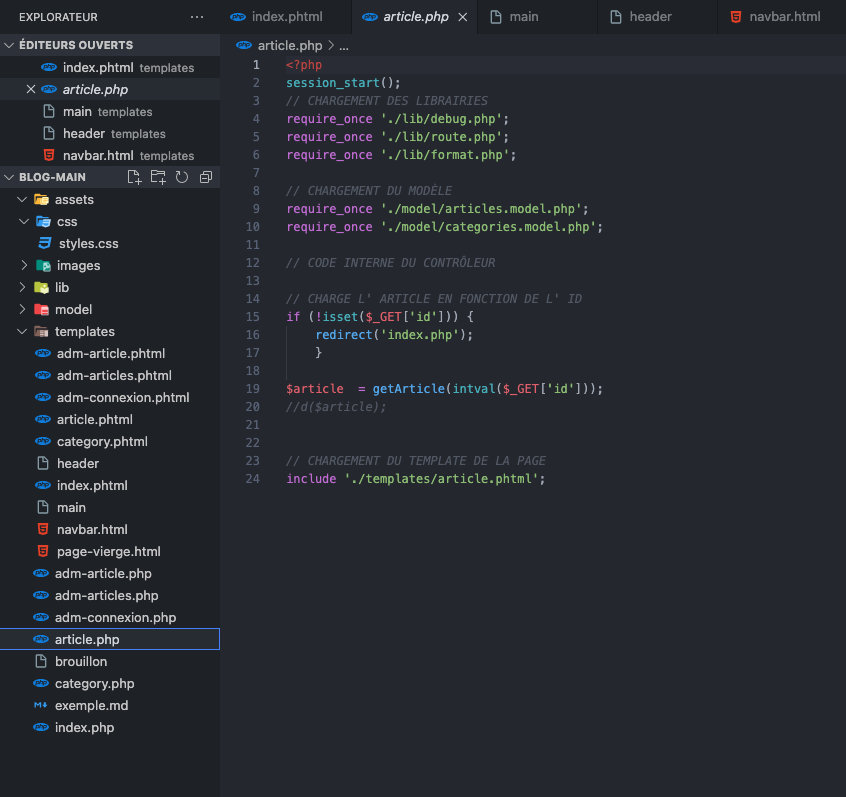 EXPLORATEUR ...
ÉDITEURS OUVERTS
index.phtml templates
article.php
main templates
header templates
navbar.html templates
BLOG-MAIN
assets
css
styles.css
images
lib
model
templates
adm-article.phtml
adm-articles.phtml
adm-connexion.phtml
article.phtml
category.phtml
header
index.phtml
main
navbar.html
page-vierge.html
adm-article.php
adm-articles.php
adm-connexion.php
article.php
brouillon
category.php
exemple.md
index.php
index.phtml article.php main header navbar.html
article.php > ...
1 <?php
2 session_start();
3 // CHARGEMENT DES LIBRAIRIES
4 require_once './lib/debug.php';
5 require_once './lib/route.php';
6 require_once './lib/format.php';
7
8 // CHARGEMENT DU MODÈLE
9 require_once './model/articles.model.php';
10 require_once './model/categories.model.php';
11
12 // CODE INTERNE DU CONTRÔLEUR
13
14 // CHARGE L' ARTICLE EN FONCTION DE L' ID
15 if (!isset($_GET['id'])) {
16 redirect('index.php');
17 }
18
19 $article = getArticle(intval($_GET['id']));
20 //d($article);
21
22
23 // CHARGEMENT DU TEMPLATE DE LA PAGE
24 include './templates/article.phtml';